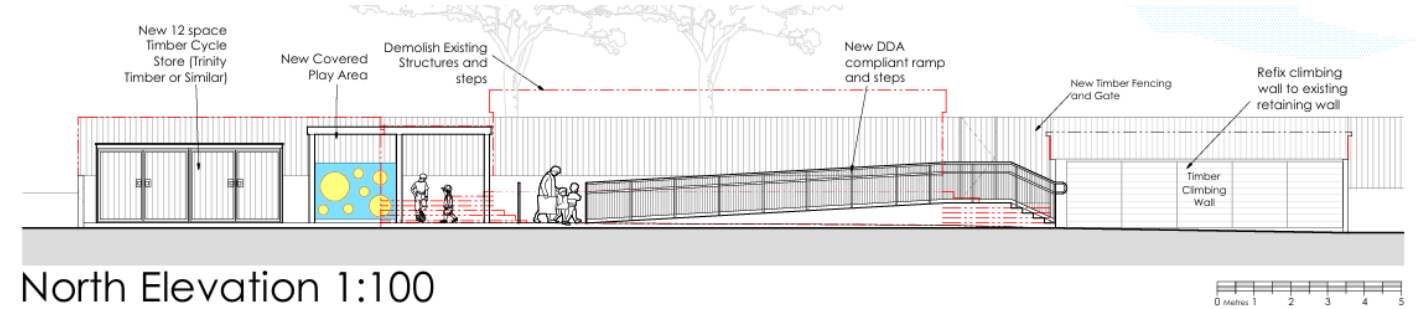 New 12 space
Timber Cycle
Store (Trinity
Timber or Similar)
New Covered
Play Area
Demolish Existing
Structures and
steps
New DDA
compliant ramp
and steps
New Timber Fencing
and Gate
Refix climbing
wall to existing
retaining wall
Timber
Climbing
Wall
North Elevation 1:100
0 Metres 1 2 3 4 5